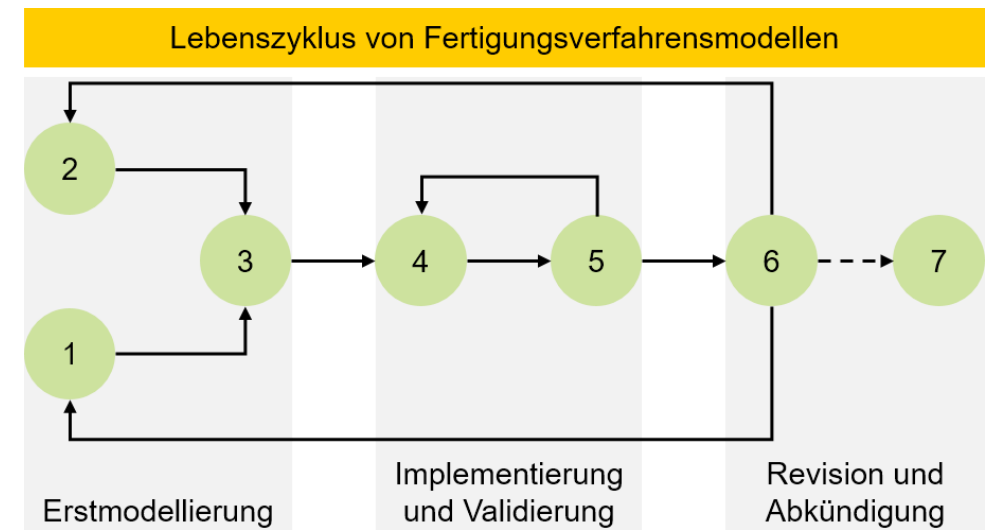 Lebenszyklus von Fertigungsverfahrensmodellen
2
3
4
5
6
7
1
Erstmodellierung
Implementierung
und Validierung
Revision und
Abkündigung